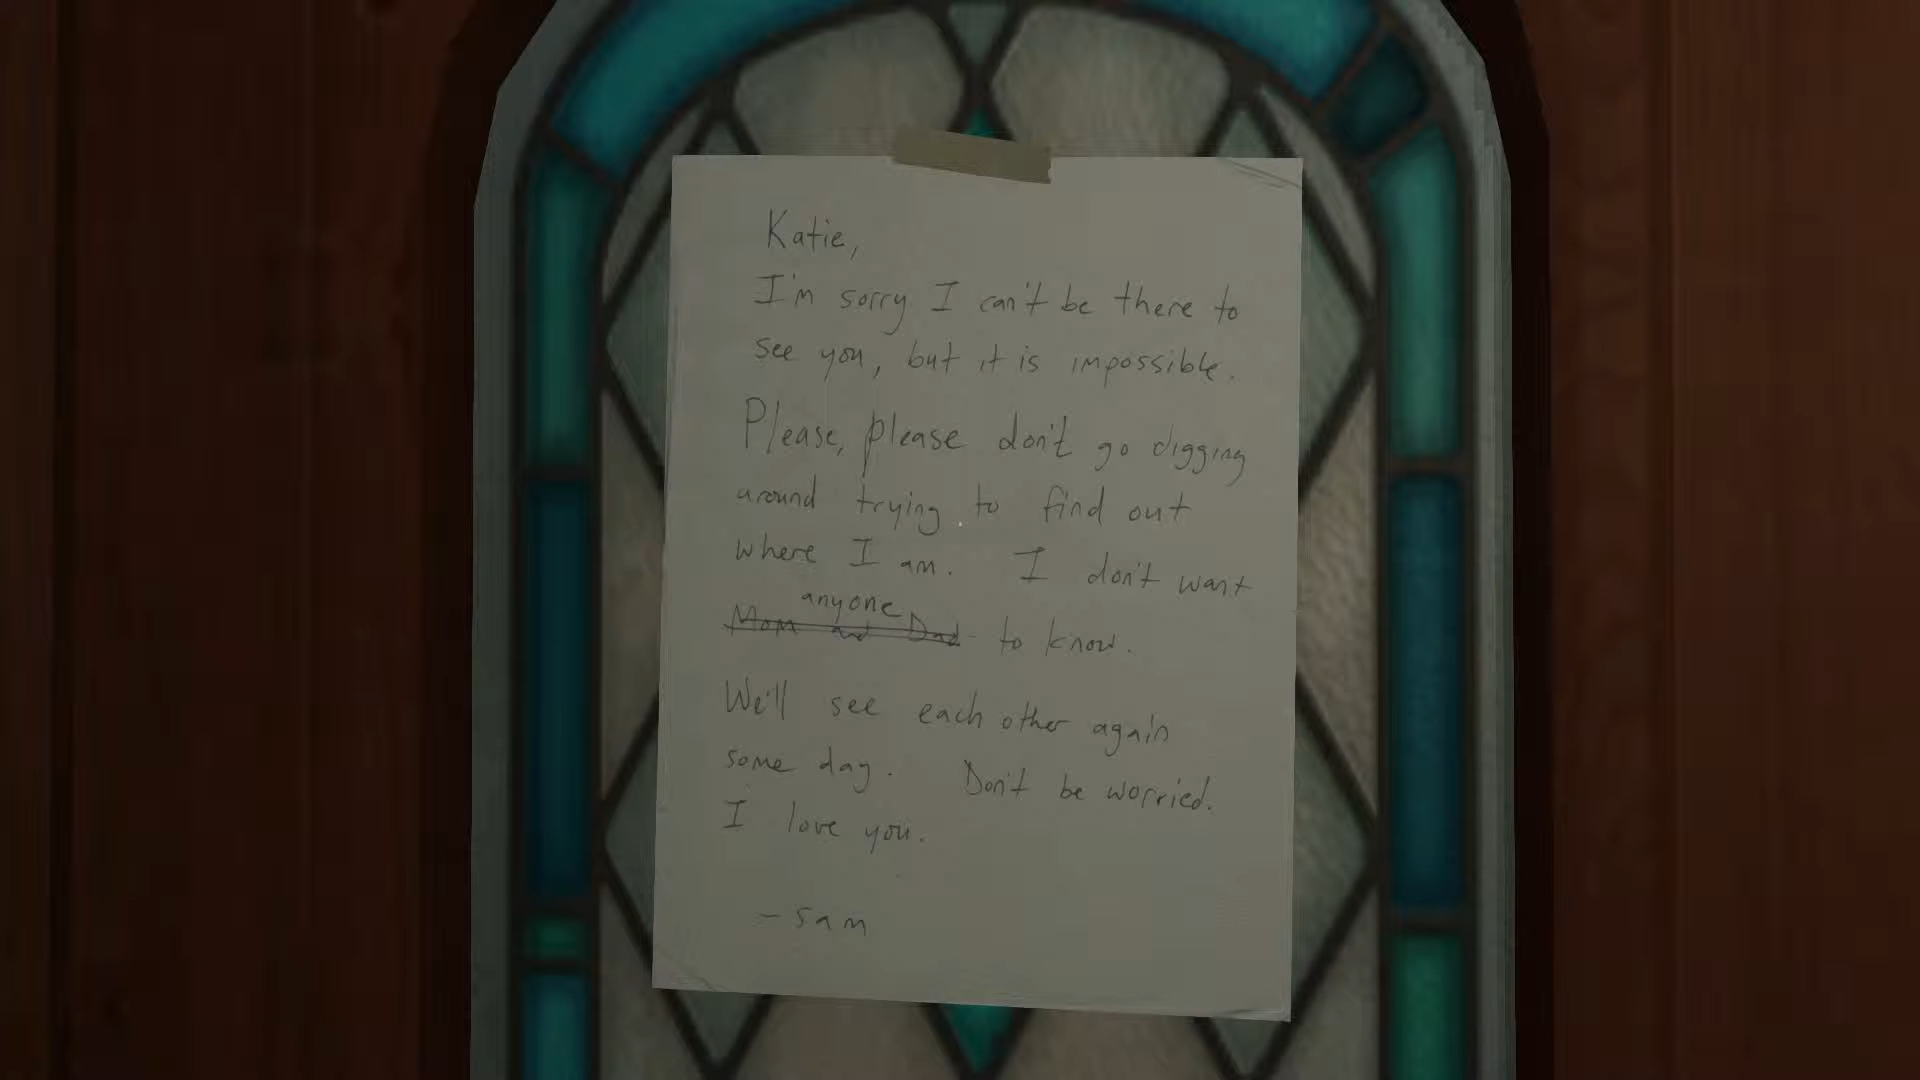 Katie,
I'm sorry I can't be there to
see you, but it is impossible.
Please, please don't go digging
around trying to find out
where I am. I don't want
anyone
Mom and Dad to know.
We'll see each other again
some day. Don't be worried.
I love you.
- Sam